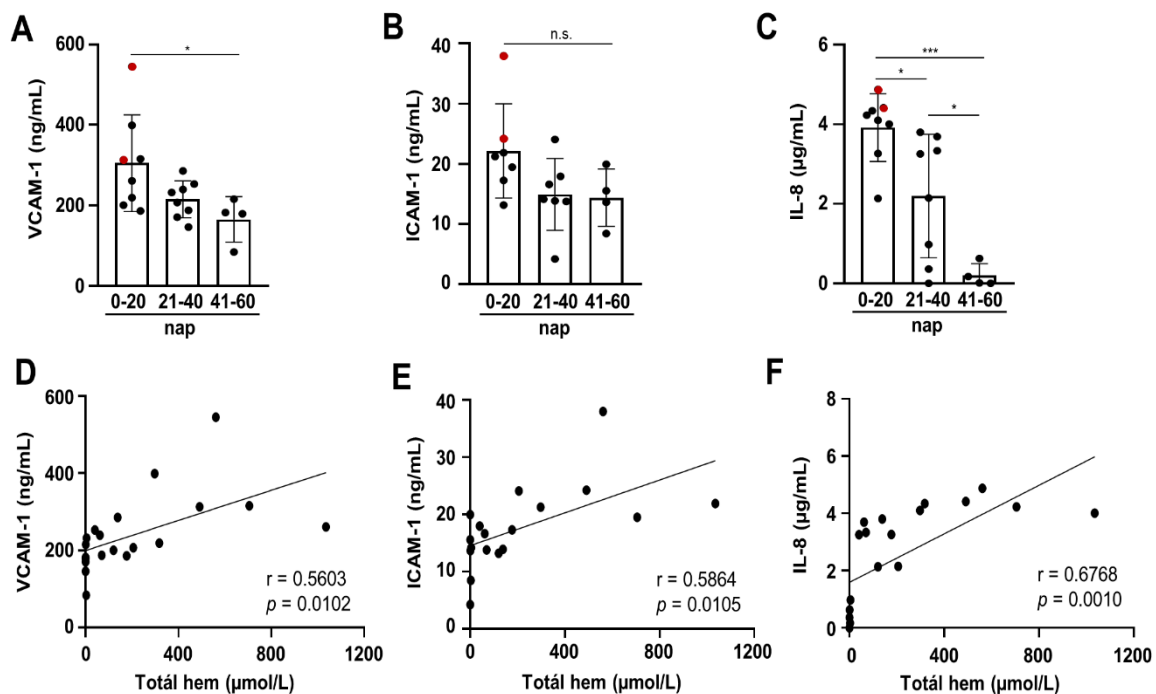 A
VCAM-1 (ng/mL)
600
400
200
0
*
0-20 21-40 41-60
nap
B
ICAM-1 (ng/mL)
40
30
20
10
0
n.s.
0-20 21-40 41-60
nap
C
IL-8 (µg/mL)
6
4
2
0
***
*
*
0-20 21-40 41-60
nap
D
VCAM-1 (ng/mL)
600
400
200
0
r = 0.5603
p = 0.0102
0 400 800 1200
Totál hem (µmol/L)
E
ICAM-1 (ng/mL)
40
30
20
10
0
r = 0.5864
p = 0.0105
0 400 800 1200
Totál hem (µmol/L)
F
IL-8 (µg/mL)
8
6
4
2
0
r = 0.6768
p = 0.0010
0 400 800 1200
Totál hem (µmol/L)